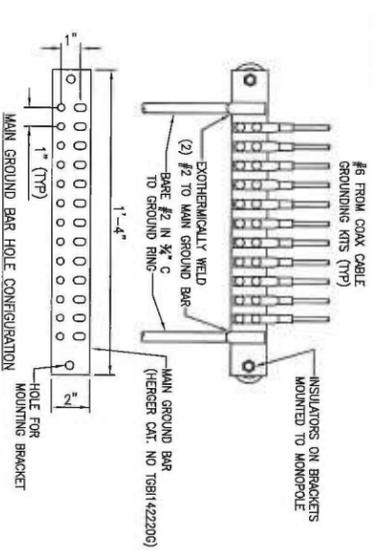 #6 FROM COAX CABLE
GROUNDING KITS (TYP)
INSULATORS ON BRACKETS
MOUNTED TO MONOPOLE
EXOTHERMICALLY WELD
(2) #2 TO MAIN GROUND BAR
BARE #2 IN ¾" C
TO GROUND RING
MAIN GROUND BAR
(HERGER CAT. NO TGBI14222OG)
1'-4"
1"
1" (TYP)
2"
HOLE FOR
MOUNTING BRACKET
MAIN GROUND BAR HOLE CONFIGURATION